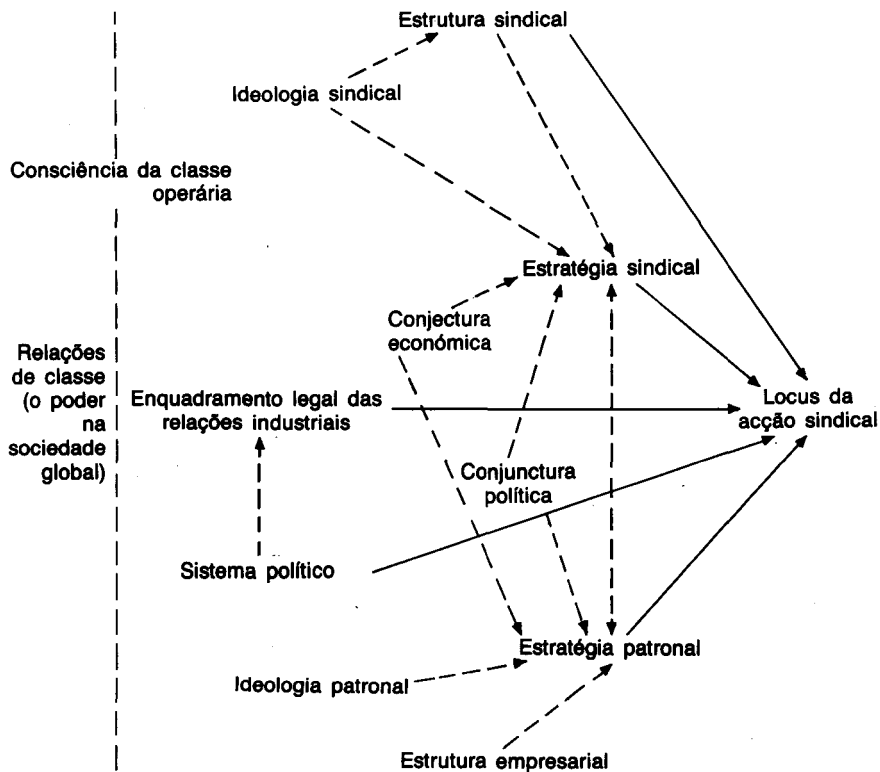 Estrutura sindical
Ideologia sindical
Consciência da classe
operária
Estratégia sindical
Conjectura
económica
Relações
de classe
(o poder
na
sociedade
global)
Enquadramento legal das
relações industriais
Locus da
acção sindical
Conjunctura
política
Sistema político
Estratégia patronal
Ideologia patronal
Estrutura empresarial